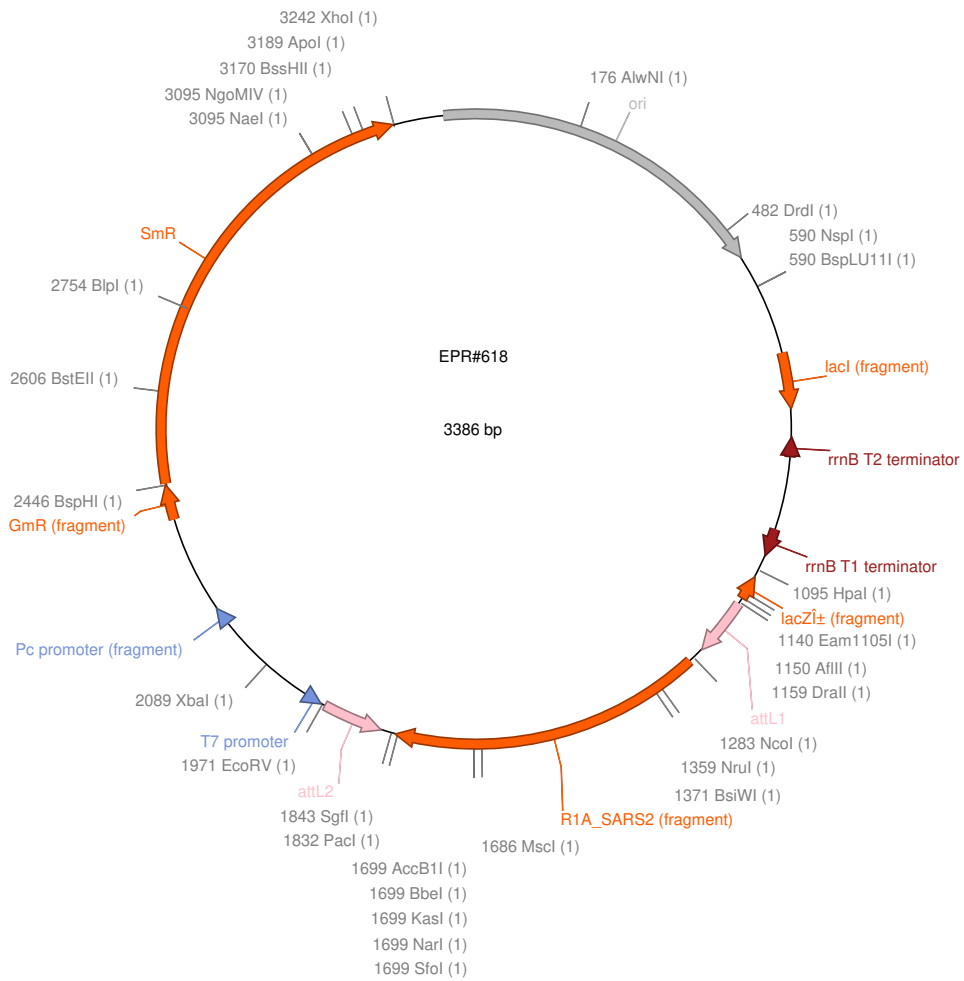 3242 XhoI (1)
3189 ApoI (1)
3170 BssHII (1)
3095 NgoMIV (1)
3095 NaeI (1)
176 AlwNI (1)
ori
482 DrdI (1)
590 NspI (1)
590 BspLU11I (1)
SmR
2754 BlpI (1)
2606 BstEII (1)
EPR#618
3386 bp
lacI (fragment)
rrnB T2 terminator
2446 BspHI (1)
GmR (fragment)
rrnB T1 terminator
1095 HpaI (1)
lacZÎ± (fragment)
1140 Eam1105I (1)
1150 AflIII (1)
1159 DraII (1)
attL1
Pc promoter (fragment)
2089 XbaI (1)
T7 promoter
1971 EcoRV (1)
attL2
1843 SgfI (1)
1832 PacI (1)
1283 NcoI (1)
1359 NruI (1)
1371 BsiWI (1)
R1A_SARS2 (fragment)
1686 MscI (1)
1699 AccB1I (1)
1699 BbeI (1)
1699 KasI (1)
1699 NarI (1)
1699 SfoI (1)